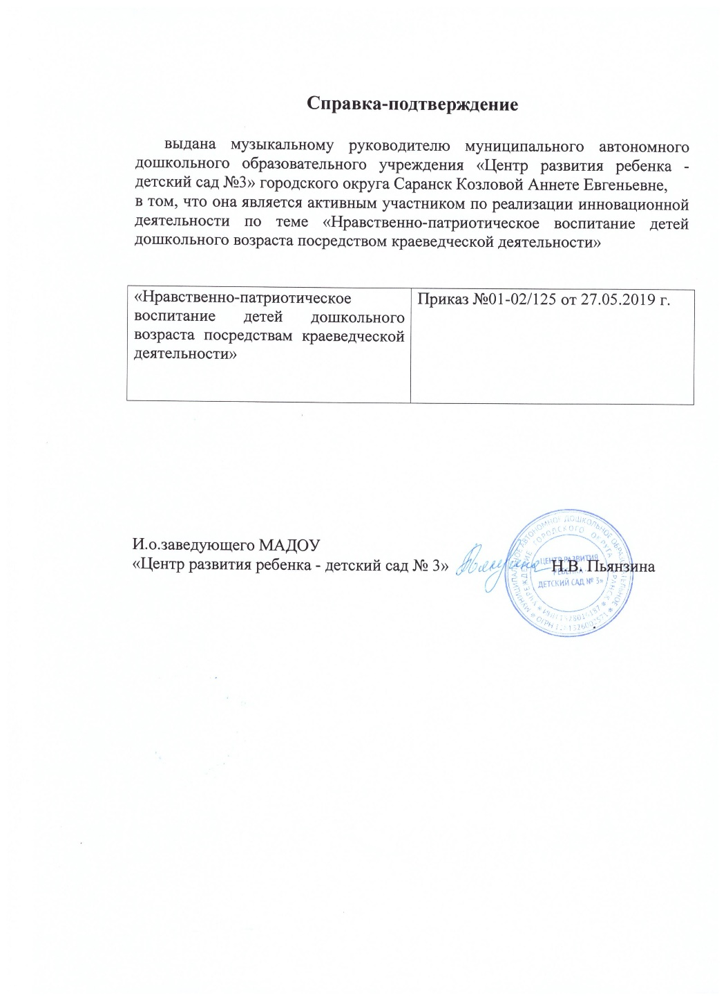 Справка-подтверждение
выдана музыкальному руководителю муниципального автономного
дошкольного образовательного учреждения «Центр развития ребенка -
детский сад №3» городского округа Саранск Козловой Аннете Евгеньевне,
в том, что она является активным участником по реализации инновационной
деятельности по теме «Нравственно-патриотическое воспитание детей
дошкольного возраста посредством краеведческой деятельности»
«Нравственно-патриотическое
воспитание детей дошкольного
возраста посредствам краеведческой
деятельности»
Приказ №01-02/125 от 27.05.2019 г.
И.о.заведующего МАДОУ
«Центр развития ребенка - детский сад № 3»
Н.В. Пьянзина
МУНИЦИПАЛЬНОЕ АВТОНОМНОЕ ДОШКОЛЬНОЕ ОБРАЗОВАТЕЛЬНОЕ
УЧРЕЖДЕНИЕ ГОРОДСКОГО ОКРУГА САРАНСК
«ЦЕНТР РАЗВИТИЯ
РЕБЕНКА-
ДЕТСКИЙ САД № 3»
ИНН
ОГРН